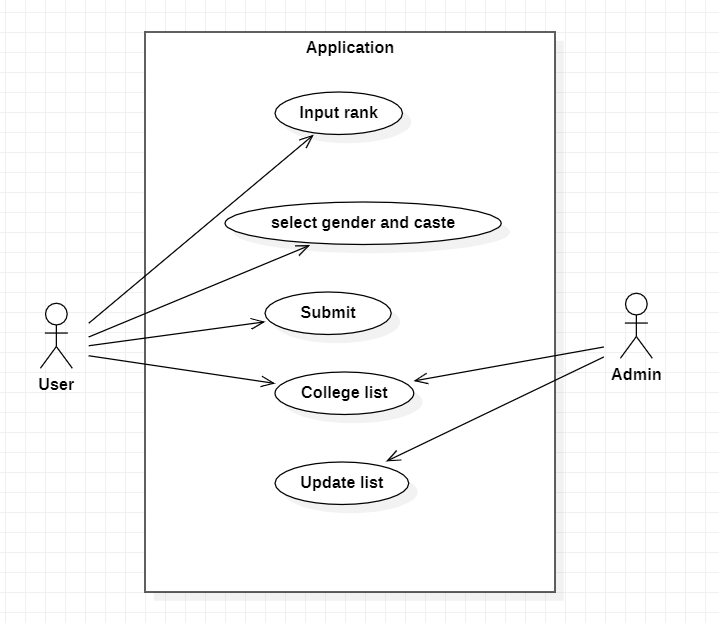 Application
Input rank
select gender and caste
Submit
User
Admin
College list
Update list